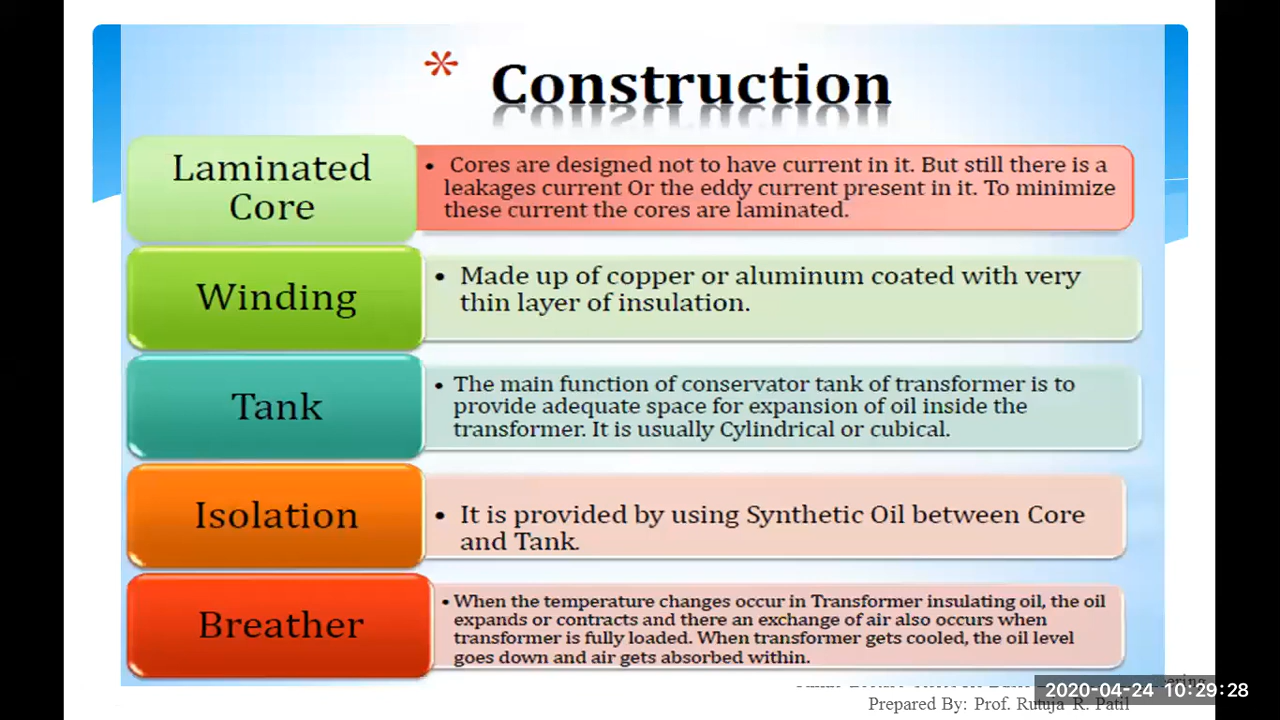 * Construction
Laminated
Core
• Cores are designed not to have current in it. But still there is a
leakages current Or the eddy current present in it. To minimize
these current the cores are laminated.
Winding
• Made up of copper or aluminum coated with very
thin layer of insulation.
Tank
• The main function of conservator tank of transformer is to
provide adequate space for expansion of oil inside the
transformer. It is usually Cylindrical or cubical.
Isolation
• It is provided by using Synthetic Oil between Core
and Tank.
Breather
• When the temperature changes occur in Transformer insulating oil, the oil
expands or contracts and there an exchange of air also occurs when
transformer is fully loaded. When transformer gets cooled, the oil level
goes down and air gets absorbed within.
2020-04-24 10:29:28
Prepared By: Prof. Rutuja R. Patil